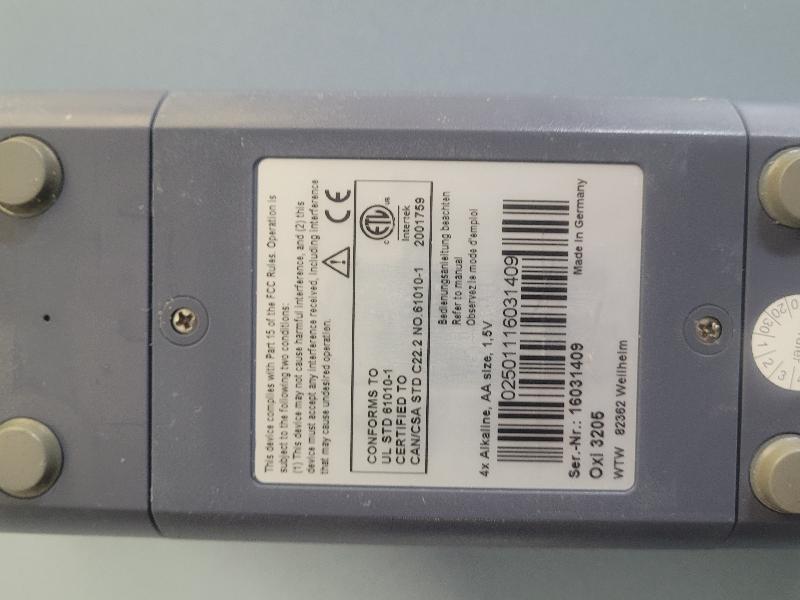 This device complies with Part 15 of the FCC Rules. Operation is
subject to the following two conditions:
(1) This device may not cause harmful interference, and (2) this
device must accept any interference received, including interference
that may cause undesired operation.
CE
CONFORMS TO
UL STD 61010-1
CERTIFIED TO
CAN/CSA STD C22.2 NO.61010-1
C ETL US
Intertek
2001759
Bedienungsanleitung beachten
Refer to manual
Observez le mode d'emploi
4x Alkaline, AA size, 1,5V
02501116031409
Ser.-Nr.: 16031409
Oxi 3205
Made in Germany
WTW 82362 Weilheim